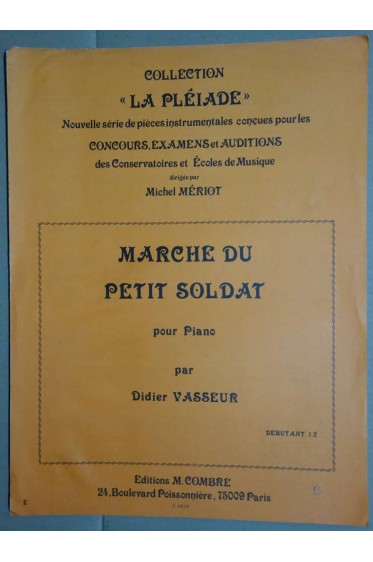 COLLECTION
« LA PLÉIADE »
Nouvelle série de pièces instrumentales conçues pour les
CONCOURS, EXAMENS et AUDITIONS
des Conservatoires et Écoles de Musique
dirigée par
Michel MÉRIOT
MARCHE DU
PETIT SOLDAT
pour Piano
par
Didier VASSEUR
DEBUTANT 1.2
Editions M. COMBRE
24, Boulevard Poissonnière, 75009 Paris
E